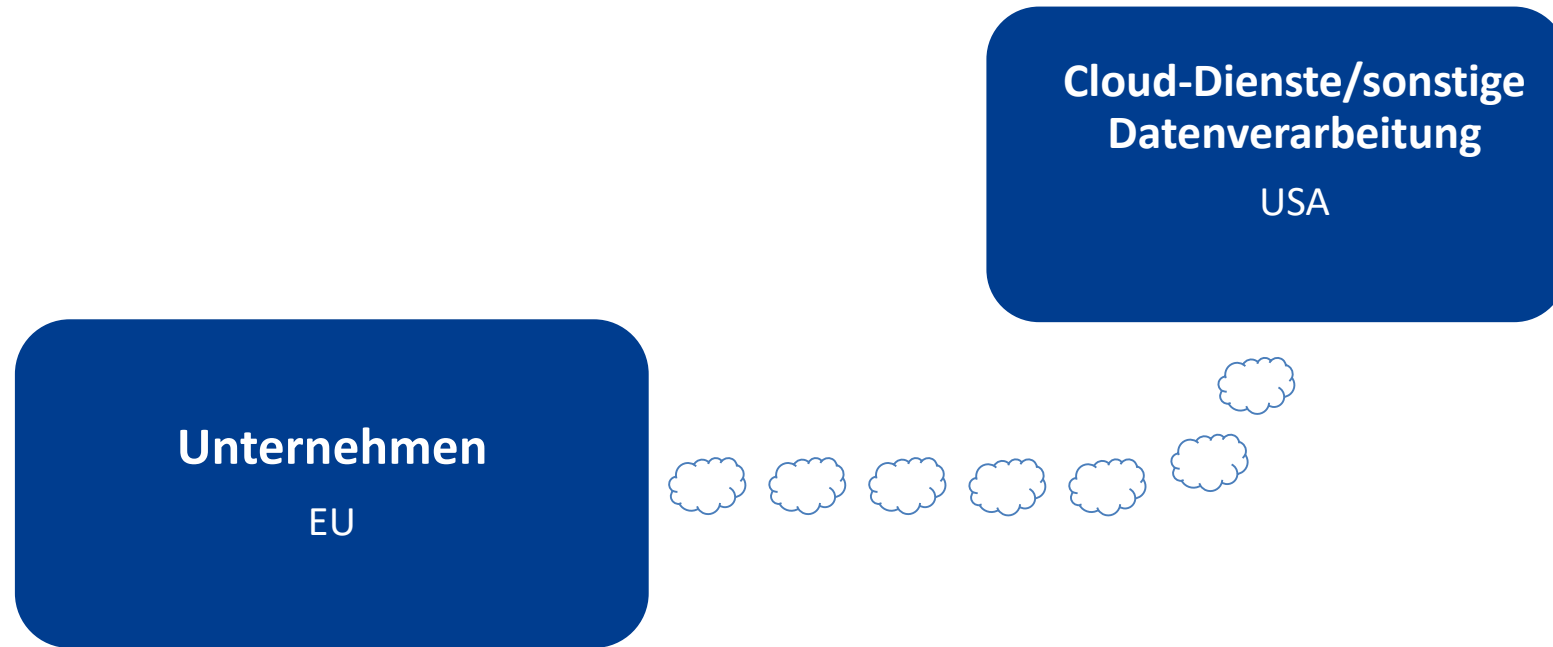 Cloud-Dienste/sonstige
Datenverarbeitung
USA
Unternehmen
EU